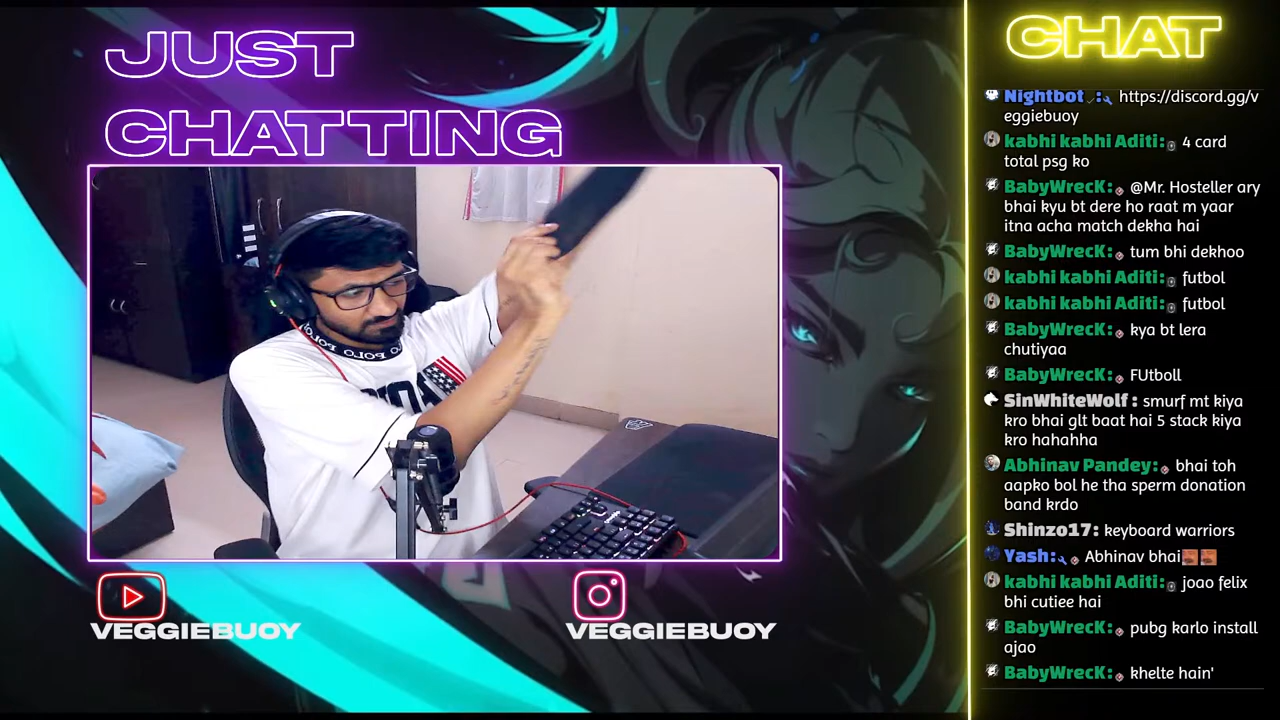 JUST
CHATTING
VEGGIEBUOY
VEGGIEBUOY
CHAT
Nightbot : https://discord.gg/v
eggiebuoy
kabhi kabhi Aditi: 4 card
total psg ko
BabyWrecK: @Mr. Hosteller ary
bhai kyu bt dere ho raat m yaar
itna acha match dekha hai
BabyWrecK: tum bhi dekhoo
kabhi kabhi Aditi: futbol
kabhi kabhi Aditi: futbol
BabyWrecK: kya bt lera
chutiyaa
BabyWrecK: FUtboll
SinWhiteWolf : smurf mt kiya
kro bhai glt baat hai 5 stack kiya
kro hahahha
Abhinav Pandey: bhai toh
aapko bol he tha sperm donation
band krdo
Shinzo17: keyboard warriors
Yash: Abhinav bhai
kabhi kabhi Aditi: joao felix
bhi cutiee hai
BabyWrecK: pubg karlo install
ajao
BabyWrecK: khelte hain'